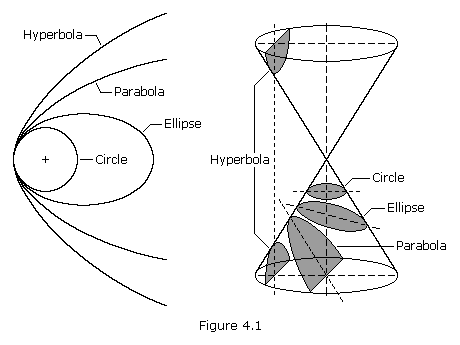 Hyperbola
Parabola
Ellipse
Circle
Hyperbola
Circle
Ellipse
Parabola
Figure 4.1